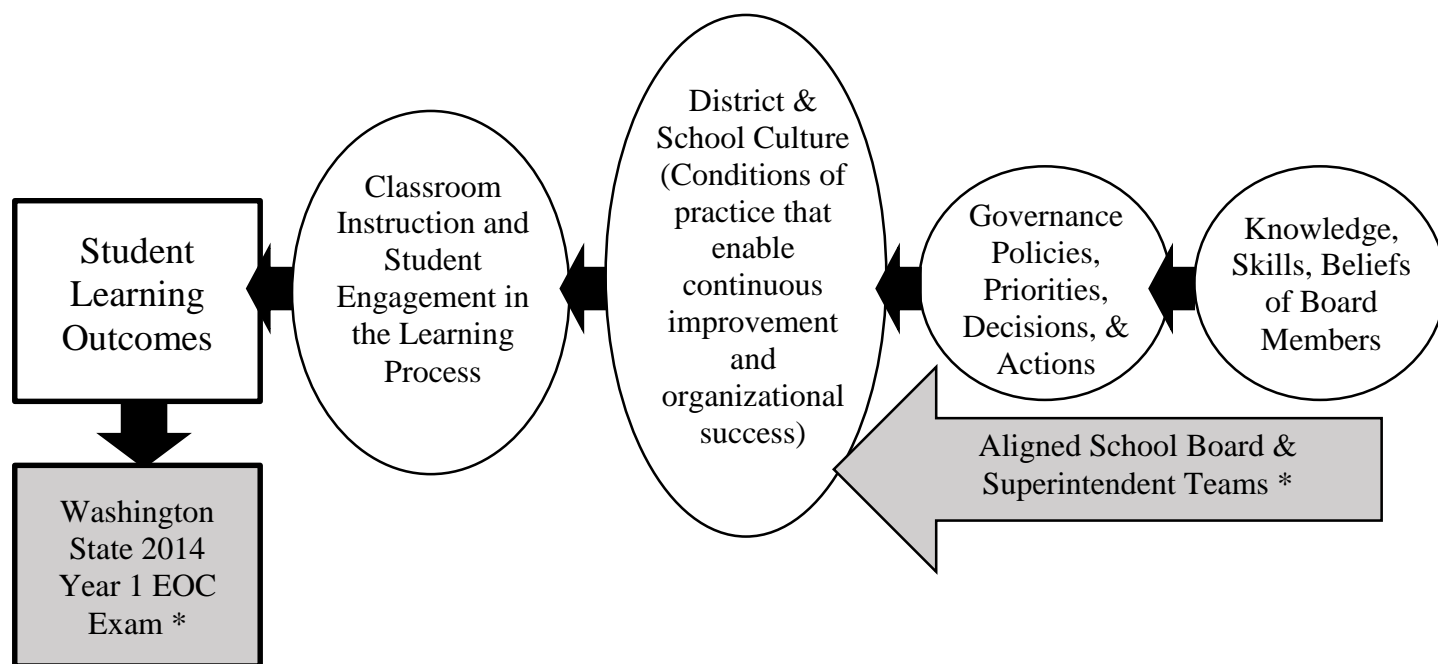 Student
Learning
Outcomes
Washington
State 2014
Year 1 EOC
Exam *
Classroom
Instruction and
Student
Engagement in
the Learning
Process
District &
School Culture
(Conditions of
practice that
enable
continuous
improvement
and
organizational
success)
Governance
Policies,
Priorities,
Decisions, &
Actions
Knowledge,
Skills, Beliefs
of Board
Members
Aligned School Board &
Superintendent Teams *